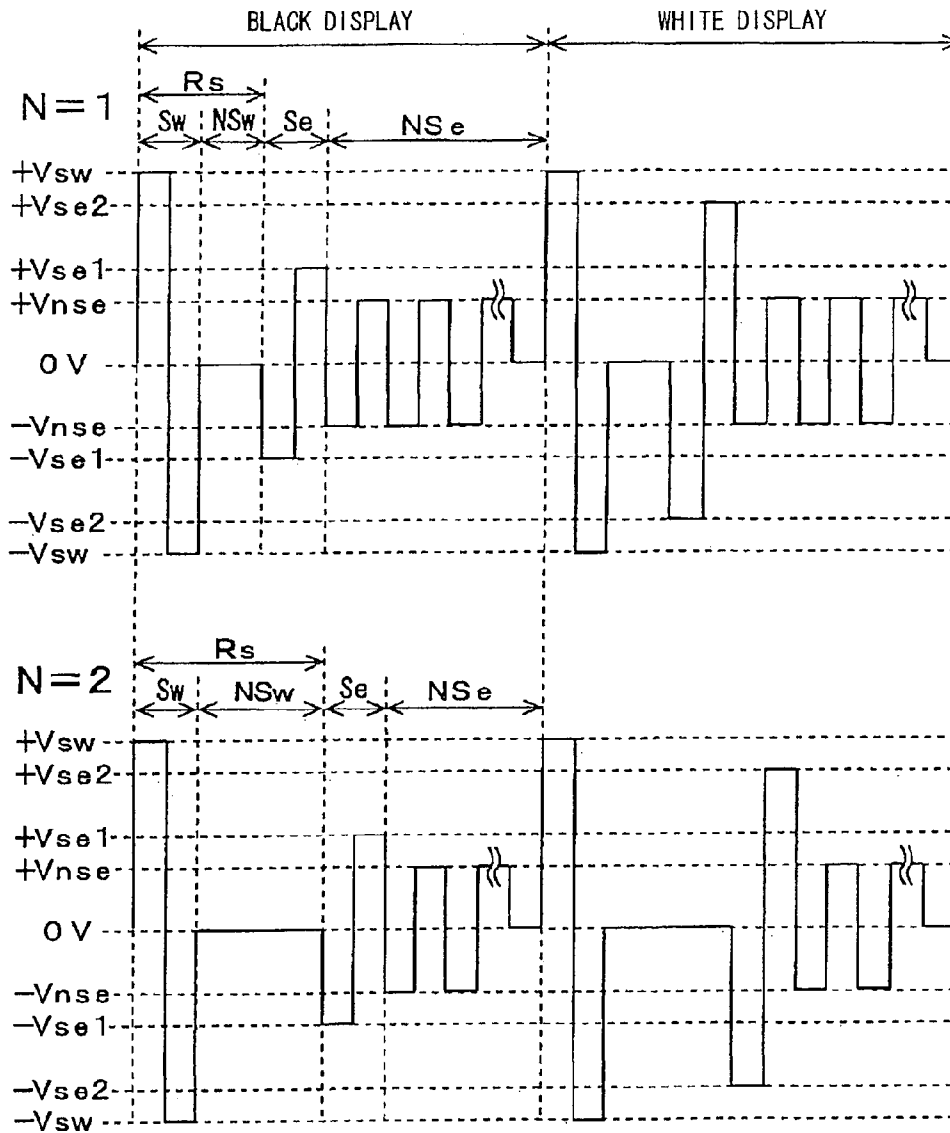 BLACK DISPLAY WHITE DISPLAY
Rs
N=1
Sw NSw Se NSe
+Vsw
+Vse2
+Vse1
+Vnse
0V
−Vnse
−Vse1
−Vse2
−Vsw
Rs
N=2
Sw NSw Se NSe
+Vsw
+Vse2
+Vse1
+Vnse
0V
−Vnse
−Vse1
−Vse2
−Vsw